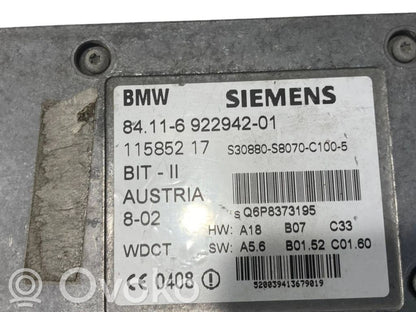 BMW SIEMENS
84.11-6 922942-01
115852 17 S30880-S8070-C100-5
BIT - II
AUSTRIA
8-02 S Q6P8373195
HW: A18 B07 C33
WDCT SW: A5.6 B01.52 C01.60
CE 0408
520039413679019
OVOKO